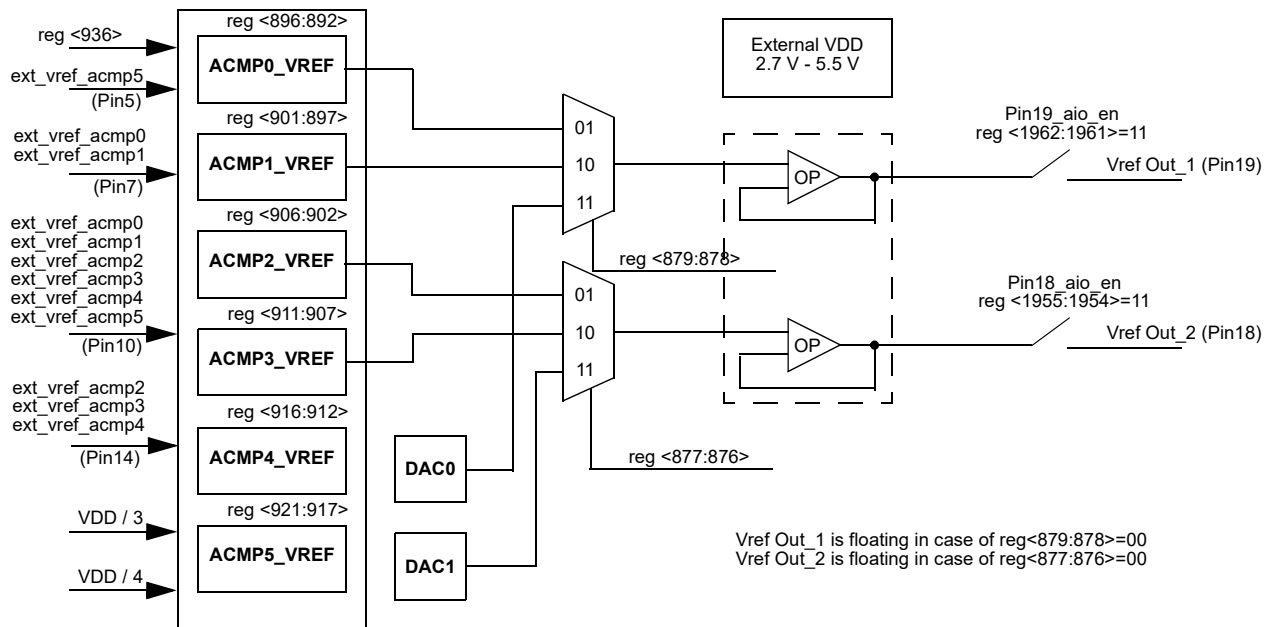 reg <936>
ext_vref_acmp5
(Pin5)
ext_vref_acmp0
ext_vref_acmp1
(Pin7)
ext_vref_acmp0
ext_vref_acmp1
ext_vref_acmp2
ext_vref_acmp3
ext_vref_acmp4
ext_vref_acmp5
(Pin10)
ext_vref_acmp2
ext_vref_acmp3
ext_vref_acmp4
(Pin14)
VDD / 3
VDD / 4
reg <896:892>
ACMP0_VREF
reg <901:897>
ACMP1_VREF
reg <906:902>
ACMP2_VREF
reg <911:907>
ACMP3_VREF
reg <916:912>
ACMP4_VREF
reg <921:917>
ACMP5_VREF
DAC0
DAC1
01
10
11
reg <879:878>
01
10
11
reg <877:876>
External VDD
2.7 V - 5.5 V
OP
OP
Pin19_aio_en
reg <1962:1961>=11
Vref Out_1 (Pin19)
Pin18_aio_en
reg <1955:1954>=11
Vref Out_2 (Pin18)
Vref Out_1 is floating in case of reg<879:878>=00
Vref Out_2 is floating in case of reg<877:876>=00